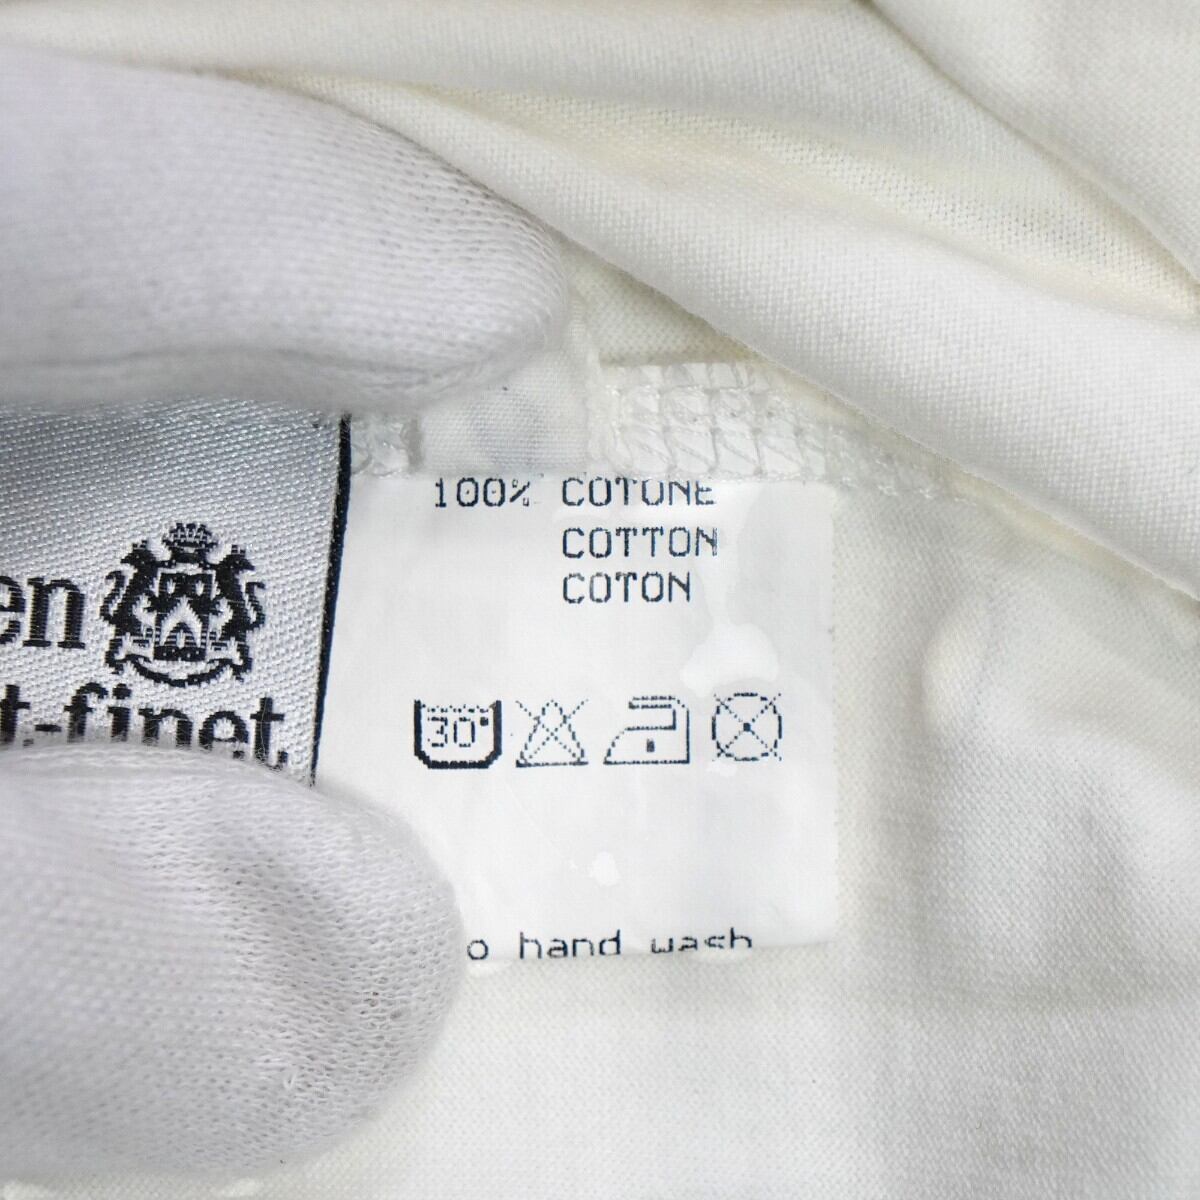 100% COTONE
COTTON
COTON
30°
en
t-finet
o hand wash